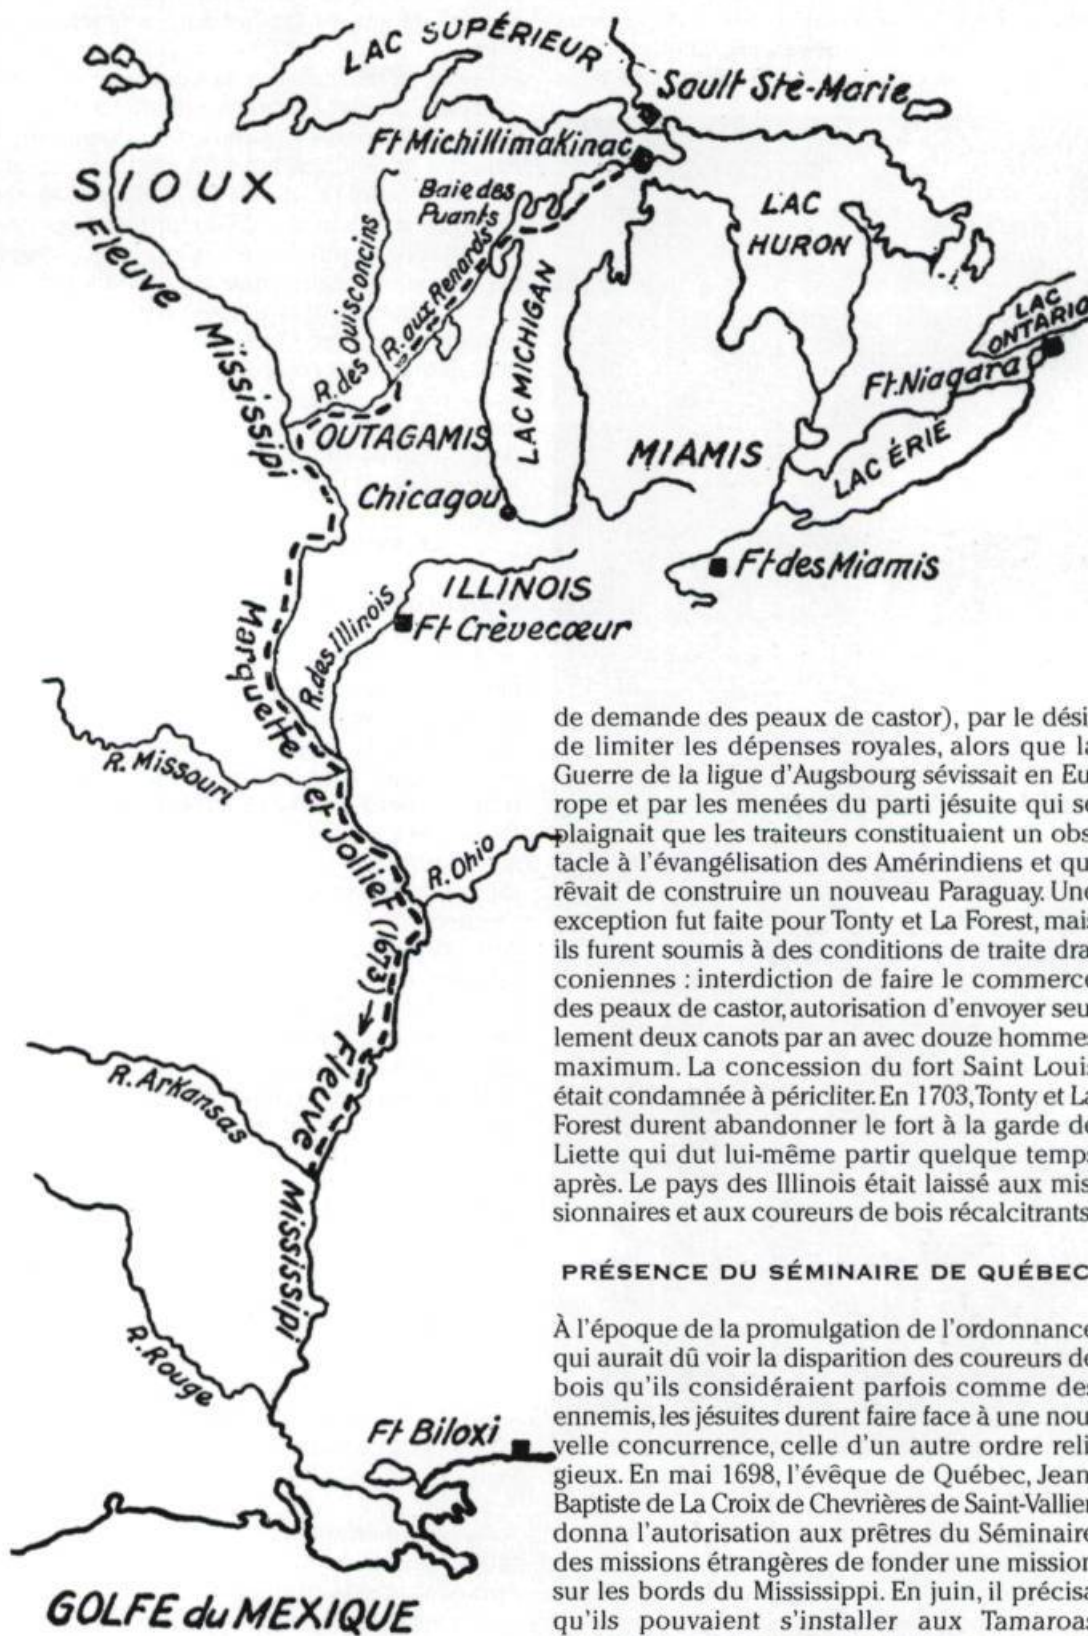 LAC SUPÉRIEUR
Sault Ste-Marie
Ft Michillimakinac
SIOUX
Baie des
Puants
LAC
HURON
Fleuve Mississipi
R. des Ouisconcins
R. aux Renards
LAC MICHIGAN
LAC
ONTARIO
Ft. Niagara
OUTAGAMIS
MIAMIS
LAC ÉRIÉ
Chicagou
Ft des Miamis
ILLINOIS
R. des Illinois
Ft Crèvecœur
Marquette et Jolliet (1673) →
R. Missouri
R. Ohio
Fleuve Mississipi
R. Arkansas
R. Rouge
Ft Biloxi
GOLFE du MEXIQUE
de demande des peaux de castor), par le dési
de limiter les dépenses royales, alors que la
Guerre de la ligue d'Augsbourg sévissait en Eu
rope et par les menées du parti jésuite qui se
plaignait que les traiteurs constituaient un obs
tacle à l'évangélisation des Amérindiens et qu
rêvait de construire un nouveau Paraguay. Une
exception fut faite pour Tonty et La Forest, mais
ils furent soumis à des conditions de traite dra
coniennes : interdiction de faire le commerce
des peaux de castor, autorisation d'envoyer seu
lement deux canots par an avec douze hommes
maximum. La concession du fort Saint Louis
était condamnée à péricliter. En 1703, Tonty et La
Forest durent abandonner le fort à la garde de
Liette qui dut lui-même partir quelque temps
après. Le pays des Illinois était laissé aux mis
sionnaires et aux coureurs de bois récalcitrants
PRÉSENCE DU SÉMINAIRE DE QUÉBEC
À l'époque de la promulgation de l'ordonnance
qui aurait dû voir la disparition des coureurs de
bois qu'ils considéraient parfois comme des
ennemis, les jésuites durent faire face à une nou
velle concurrence, celle d'un autre ordre reli
gieux. En mai 1698, l'évêque de Québec, Jean
Baptiste de La Croix de Chevrières de Saint-Vallier
donna l'autorisation aux prêtres du Séminaire
des missions étrangères de fonder une mission
sur les bords du Mississippi. En juin, il précisa
qu'ils pouvaient s'installer aux Tamaroas